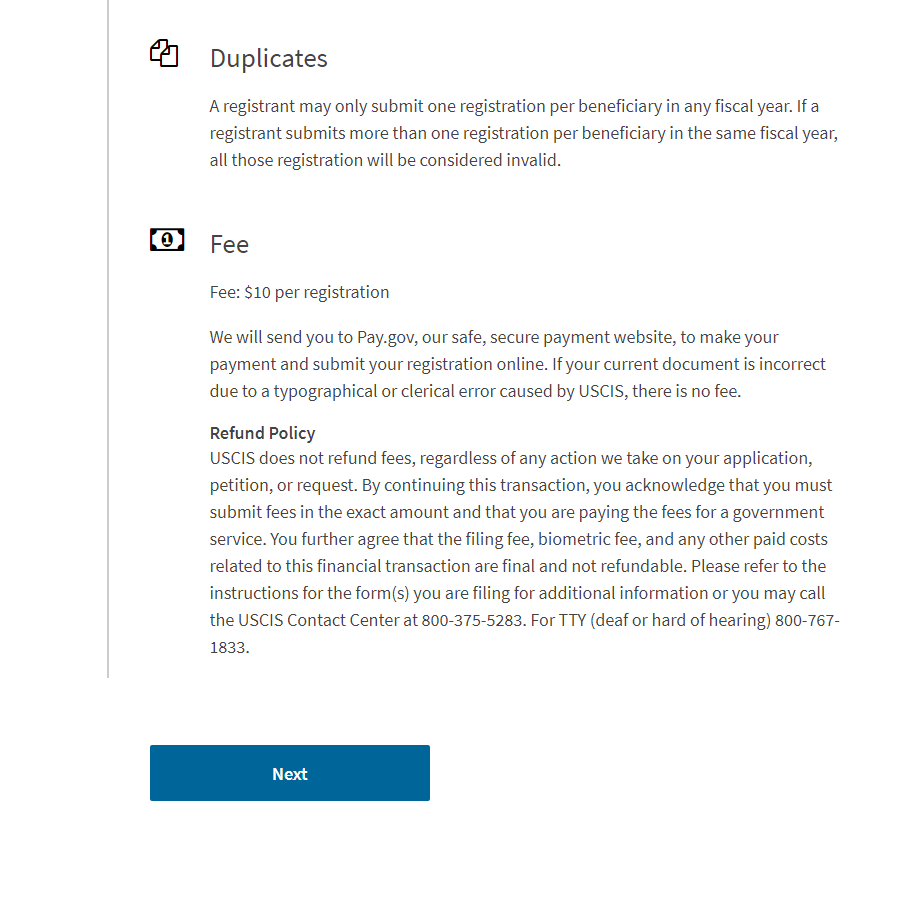 Duplicates
A registrant may only submit one registration per beneficiary in any fiscal year. If a
registrant submits more than one registration per beneficiary in the same fiscal year,
all those registration will be considered invalid.
1
Fee
Fee: $10 per registration
We will send you to Pay.gov, our safe, secure payment website, to make your
payment and submit your registration online. If your current document is incorrect
due to a typographical or clerical error caused by USCIS, there is no fee.
Refund Policy
USCIS does not refund fees, regardless of any action we take on your application,
petition, or request. By continuing this transaction, you acknowledge that you must
submit fees in the exact amount and that you are paying the fees for a government
service. You further agree that the filing fee, biometric fee, and any other paid costs
related to this financial transaction are final and not refundable. Please refer to the
instructions for the form(s) you are filing for additional information or you may call
the USCIS Contact Center at 800-375-5283. For TTY (deaf or hard of hearing) 800-767-
1833.
Next